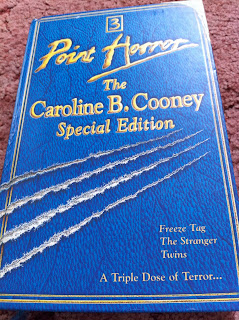 3
Point Horror
The
Caroline B. Cooney
Special Edition
Freeze Tag
The Stranger
Twins
A Triple Dose of Terror...